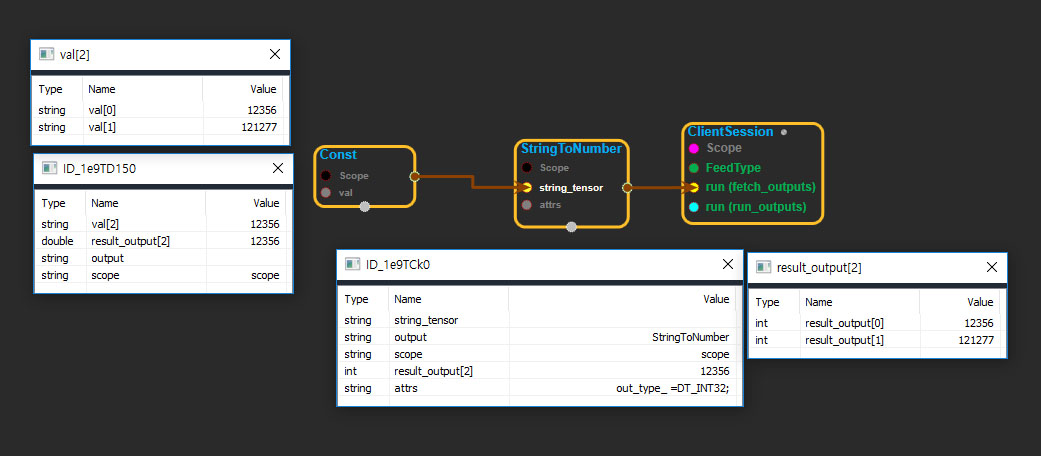 val[2]
Type Name Value
string val[0] 12356
string val[1] 121277
ID_1e9TD150
Type Name Value
string val[2] 12356
double result_output[2] 12356
string output
string scope scope
Const
Scope
val
StringToNumber
Scope
string_tensor
attrs
ClientSession
Scope
FeedType
run (fetch_outputs)
run (run_outputs)
ID_1e9TCk0
Type Name Value
string string_tensor
string output StringToNumber
string scope scope
int result_output[2] 12356
string attrs out_type_ =DT_INT32;
result_output[2]
Type Name Value
int result_output[0] 12356
int result_output[1] 121277